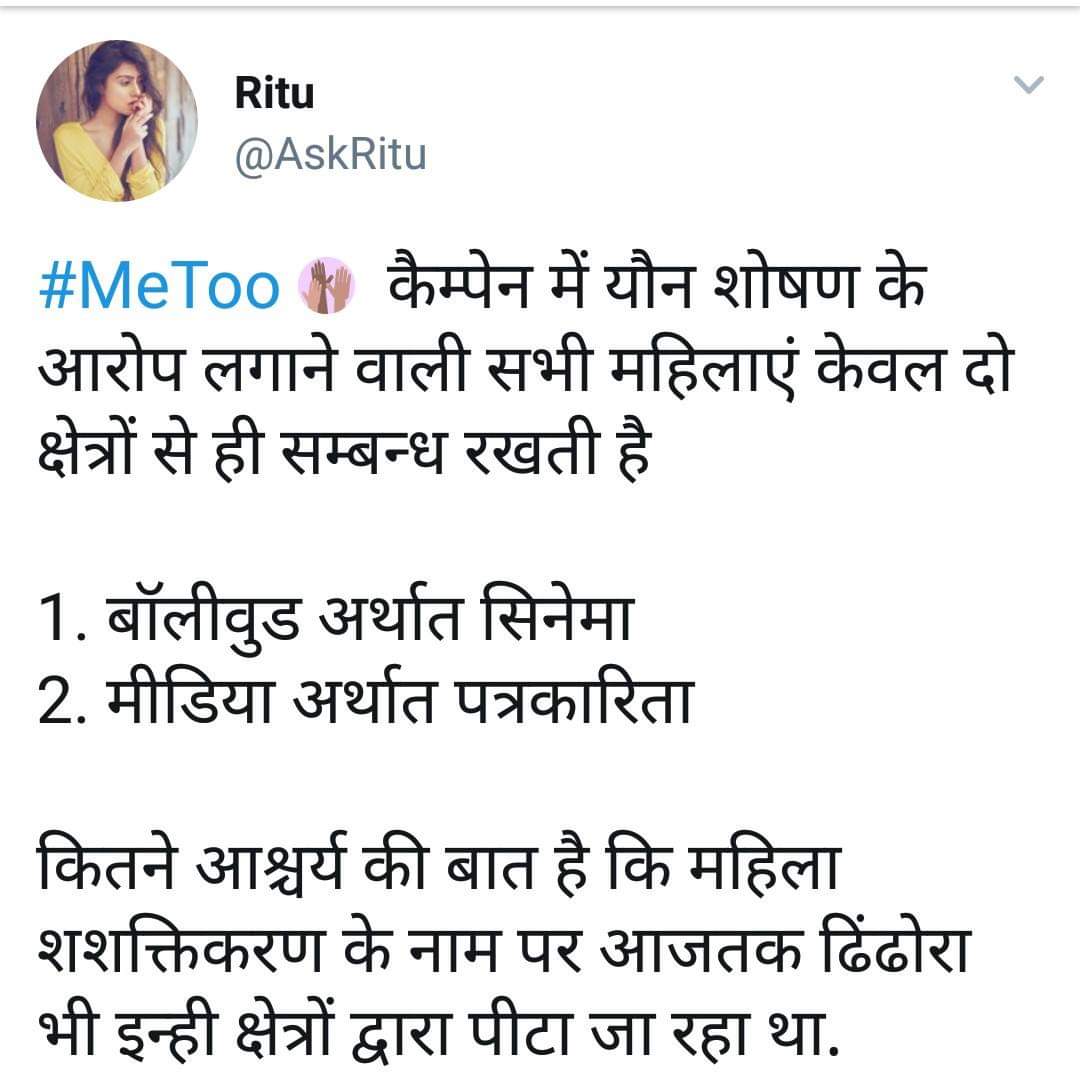 Ritu
@AskRitu
#MeToo कैम्पेन में यौन शोषण के
आरोप लगाने वाली सभी महिलाएं केवल दो
क्षेत्रों से ही सम्बन्ध रखती है
1. बॉलीवुड अर्थात सिनेमा
2. मीडिया अर्थात पत्रकारिता
कितने आश्चर्य की बात है कि महिला
शशक्तिकरण के नाम पर आजतक ढिंढोरा
भी इन्ही क्षेत्रों द्वारा पीटा जा रहा था.